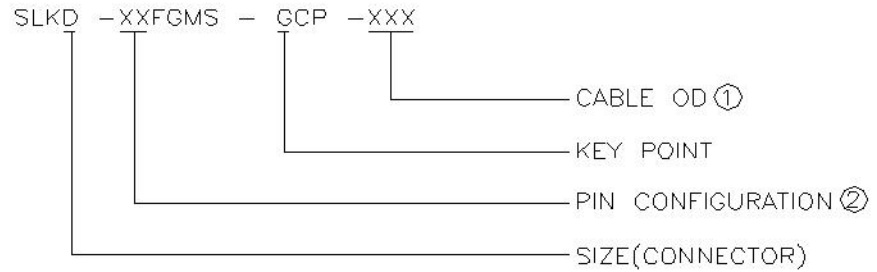 SLKD -XXFGMS - GCP -XXX
CABLE OD ①
KEY POINT
PIN CONFIGURATION ②
SIZE(CONNECTOR)